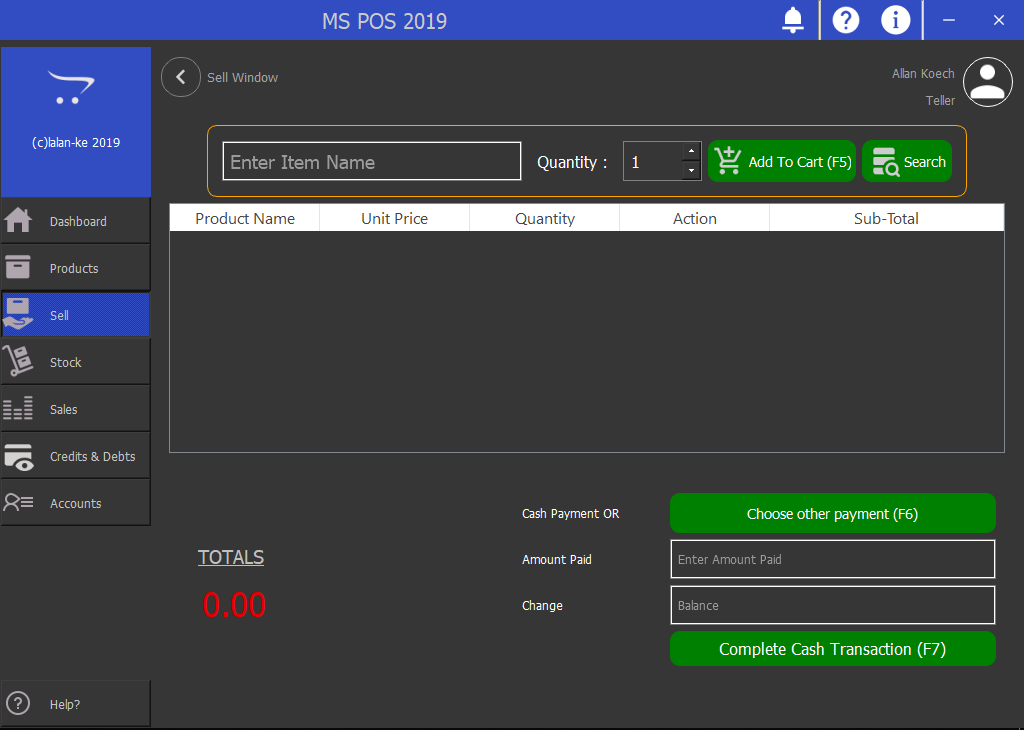 MS POS 2019
(c)lalan-ke 2019
Dashboard
Products
Sell
Stock
Sales
Credits & Debts
Accounts
Help?
Sell Window
Allan Koech
Teller
Enter Item Name
Quantity :
1
Add To Cart (F5)
Search
Product Name Unit Price Quantity Action Sub-Total
TOTALS
0.00
Cash Payment OR
Choose other payment (F6)
Amount Paid
Enter Amount Paid
Change
Balance
Complete Cash Transaction (F7)